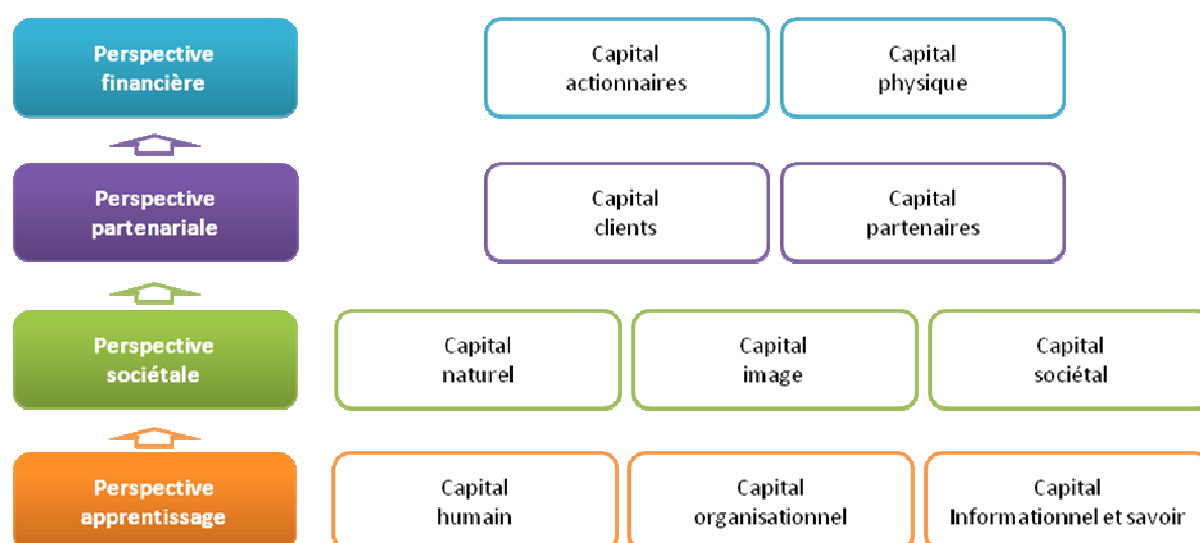 Perspective
financière
Capital
actionnaires
Capital
physique
Perspective
partenariale
Capital
clients
Capital
partenaires
Perspective
sociétale
Capital
naturel
Capital
image
Capital
sociétal
Perspective
apprentissage
Capital
humain
Capital
organisationnel
Capital
Informationnel et savoir